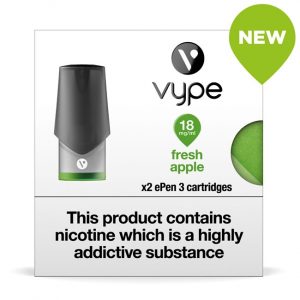 NEW
V
vype
18
mg/ml
fresh
apple
x2 ePen 3 cartridges
V
This product contains
nicotine which is a highly
addictive substance